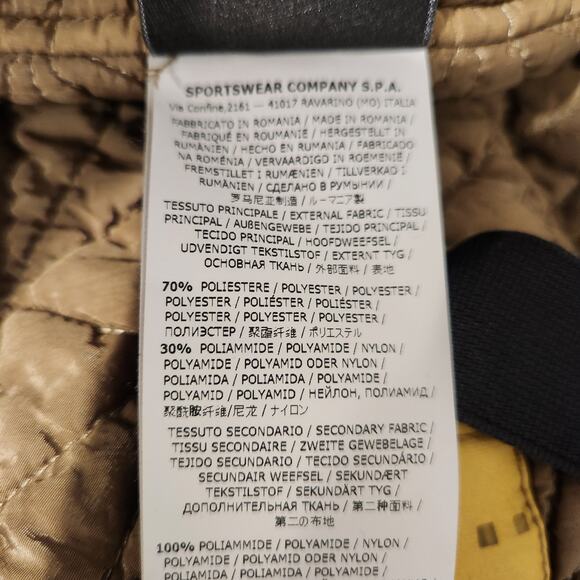 SPORTSWEAR COMPANY S.P.A.
Via Confine,2161 — 41017 RAVARINO (MO) ITALIA
FABBRICATO IN ROMANIA / MADE IN ROMANIA /
FABRIQUÉ EN ROUMANIE / HERGESTELLT IN
RUMÄNIEN / HECHO EN RUMANIA / FABRICADO
NA ROMÉNIA / VERVAARDIGD IN ROEMENIË /
FREMSTILLET I RUMÆNIEN / TILLVERKAD I
RUMÄNIEN / СДЕЛАНО В РУМЫНИИ /
罗马尼亚制造 / ルーマニア製
TESSUTO PRINCIPALE / EXTERNAL FABRIC / TISSU
PRINCIPAL / AUßENGEWEBE / TEJIDO PRINCIPAL /
TECIDO PRINCIPAL / HOOFDWEEFSEL /
UDVENDIGT TEKSTILSTOF / EXTERNT TYG /
ОСНОВНАЯ ТКАНЬ / 外部面料 / 表地
70% POLIESTERE / POLYESTER / POLYESTER /
POLYESTER / POLIÉSTER / POLIÉSTER /
POLYESTER / POLYESTER / POLYESTER /
ПОЛИЭСТЕР / 聚酯纤维 / ポリエステル
30% POLIAMMIDE / POLYAMIDE / NYLON /
POLYAMIDE / POLYAMID ODER NYLON /
POLIAMIDA / POLIAMIDA / POLYAMIDE /
POLYAMID / POLYAMID / НЕЙЛОН, ПОЛИАМИД /
聚酰胺纤维/尼龙 / ナイロン
TESSUTO SECONDARIO / SECONDARY FABRIC /
TISSU SECONDAIRE / ZWEITE GEWEBELAGE /
TEJIDO SECONDARIO / TECIDO SECUNDÁRIO /
SECUNDAIR WEEFSEL / SEKUNDÆRT
TEKSTILSTOF / SEKUNDÄRT TYG /
ДОПОЛНИТЕЛЬНАЯ ТКАНЬ / 第二种面料 /
第二の布地
100% POLIAMMIDE / POLYAMIDE / NYLON /
POLYAMIDE / POLYAMID ODER NYLON /
POLIAMIDA / POLIAMIDA / POLYAMIDE /